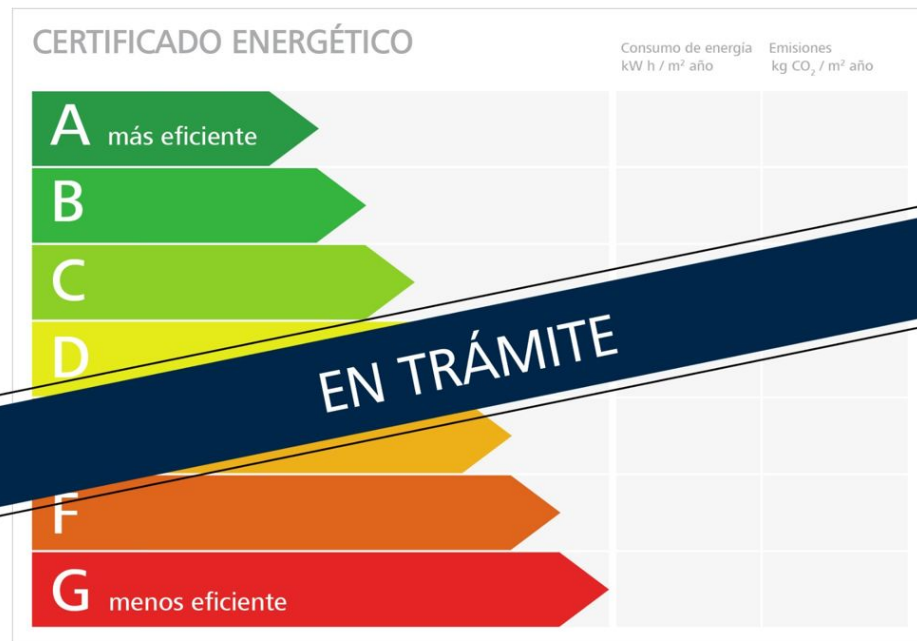 CERTIFICADO ENERGÉTICO
Consumo de energía
kW h / m² año
Emisiones
kg CO₂ / m² año
A más eficiente
B
C
D
EN TRÁMITE
F
G menos eficiente